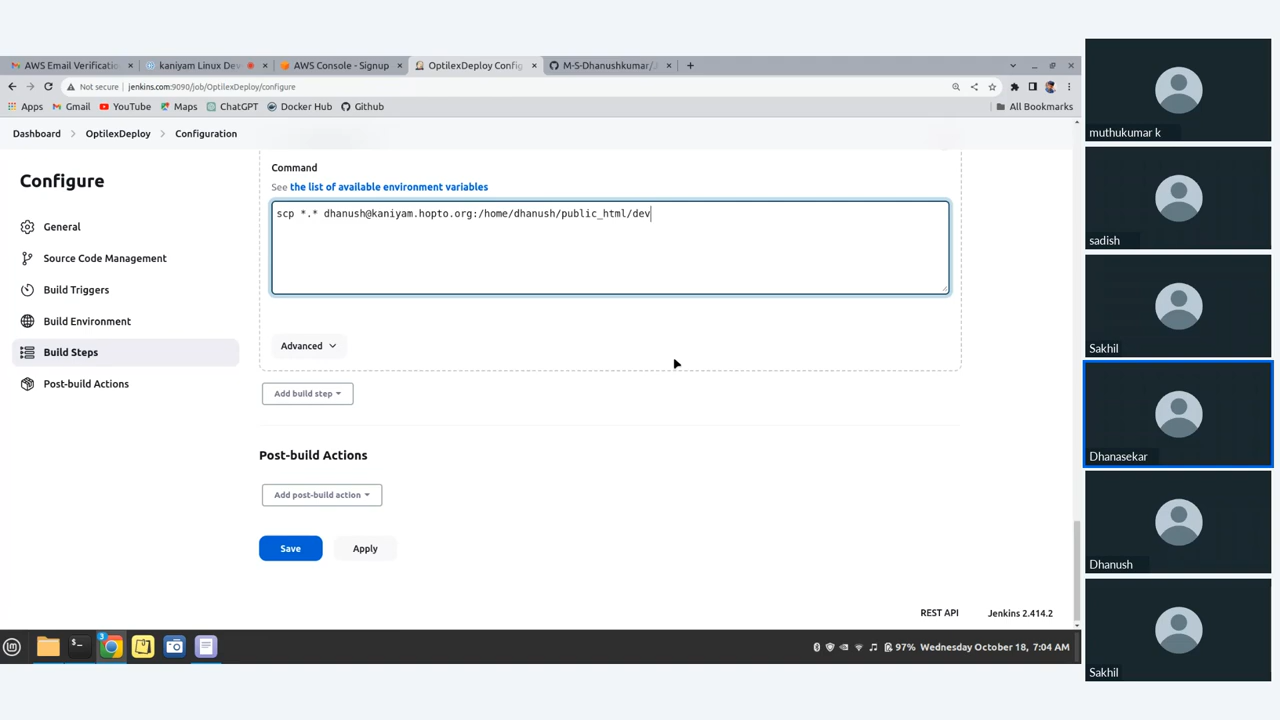 AWS Email Verificatio
kaniyam Linux Dev
AWS Console - Signup
OptilexDeploy Config
M-S-Dhanushkumar/J
Not secure
jenkins.com:9090/job/OptilexDeploy/configure
Apps
Gmail
YouTube
Maps
ChatGPT
Docker Hub
Github
All Bookmarks
Dashboard > OptilexDeploy > Configuration
Configure
General
Source Code Management
Build Triggers
Build Environment
Build Steps
Post-build Actions
Command
See the list of available environment variables
scp *.* dhanush@kaniyam.hopto.org:/home/dhanush/public_html/dev
Advanced
Add build step
Post-build Actions
Add post-build action
Save
Apply
REST API
Jenkins 2.414.2
3
97% Wednesday October 18, 7:04 AM
muthukumar k
sadish
Sakhil
Dhanasekar
Dhanush
Sakhil